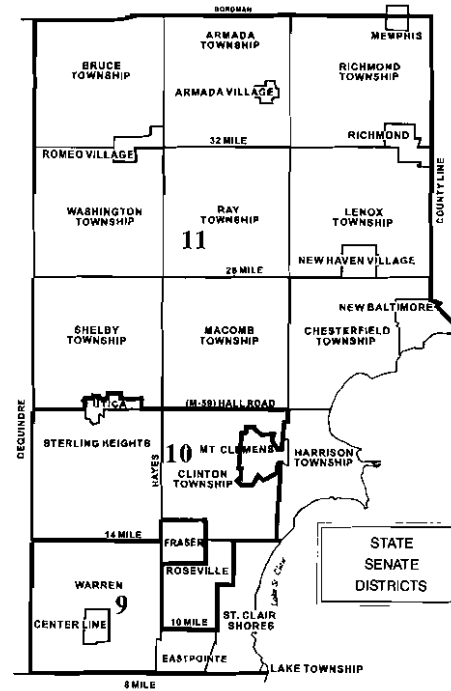 BORDMAN
ARMADA
TOWNSHIP
MEMPHIS
BRUCE
TOWNSHIP
RICHMOND
TOWNSHIP
ARMADA VILLAGE
RICHMOND
32 MILE
ROMEO VILLAGE
COUNTY LINE
WASHINGTON
TOWNSHIP
RAY
TOWNSHIP
LENOX
TOWNSHIP
11
NEW HAVEN VILLAGE
26 MILE
NEW BALTIMORE
SHELBY
TOWNSHIP
MACOMB
TOWNSHIP
CHESTERFIELD
TOWNSHIP
UTICA
(M-59) HALL ROAD
DEQUINDRE
STERLING HEIGHTS
HAYES
10
MT CLEMENS
CLINTON
TOWNSHIP
HARRISON
TOWNSHIP
14 MILE
FRASER
STATE
SENATE
DISTRICTS
ROSEVILLE
Lake St. Clair
WARREN
9
CENTER LINE
10 MILE
ST. CLAIR
SHORES
EASTPOINTE
LAKE TOWNSHIP
8 MILE